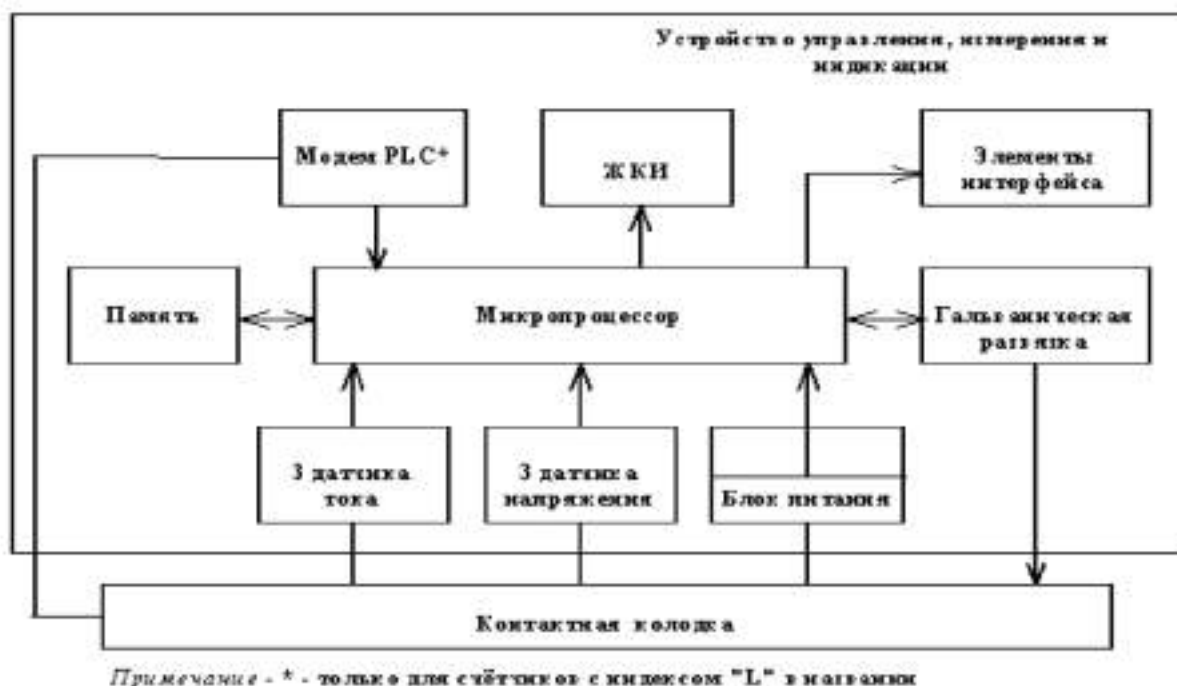 Устройство управления, измерения и
индикации
Модем PLC*
ЖКИ
Элементы
интерфейса
Память
Микропроцессор
Гальваническая
развязка
3 датчика
тока
3 датчика
напряжения
Блок питания
Контактная колодка
Примечание - * - только для счётчиков с индексом "L" в названии